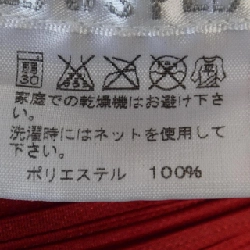 家庭での乾燥機はお避け下さ
い。
洗濯時にはネットを使用して
下さい。
ポリエステル 100%